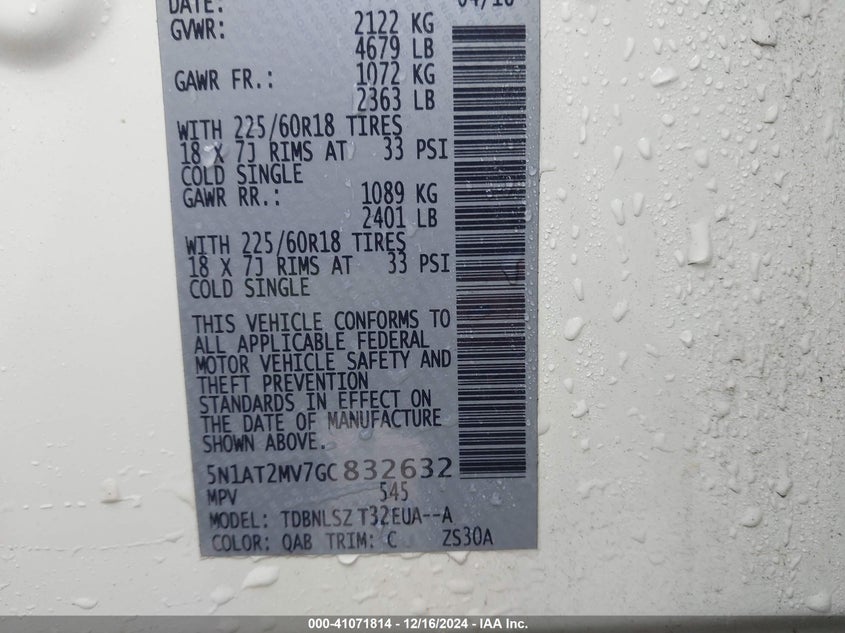 DATE: 04/16
GVWR: 2122 KG
4679 LB
GAWR FR.: 1072 KG
2363 LB
WITH 225/60R18 TIRES
18 X 7J RIMS AT 33 PSI
COLD SINGLE
GAWR RR.: 1089 KG
2401 LB
WITH 225/60R18 TIRES
18 X 7J RIMS AT 33 PSI
COLD SINGLE
THIS VEHICLE CONFORMS TO
ALL APPLICABLE FEDERAL
MOTOR VEHICLE SAFETY AND
THEFT PREVENTION
STANDARDS IN EFFECT ON
THE DATE OF MANUFACTURE
SHOWN ABOVE.
5N1AT2MV7GC832632
MPV 545
MODEL: TDBNLSZ T32EUA--A
COLOR: QAB TRIM: C ZS30A
000-41071814 - 12/16/2024 - IAA Inc.